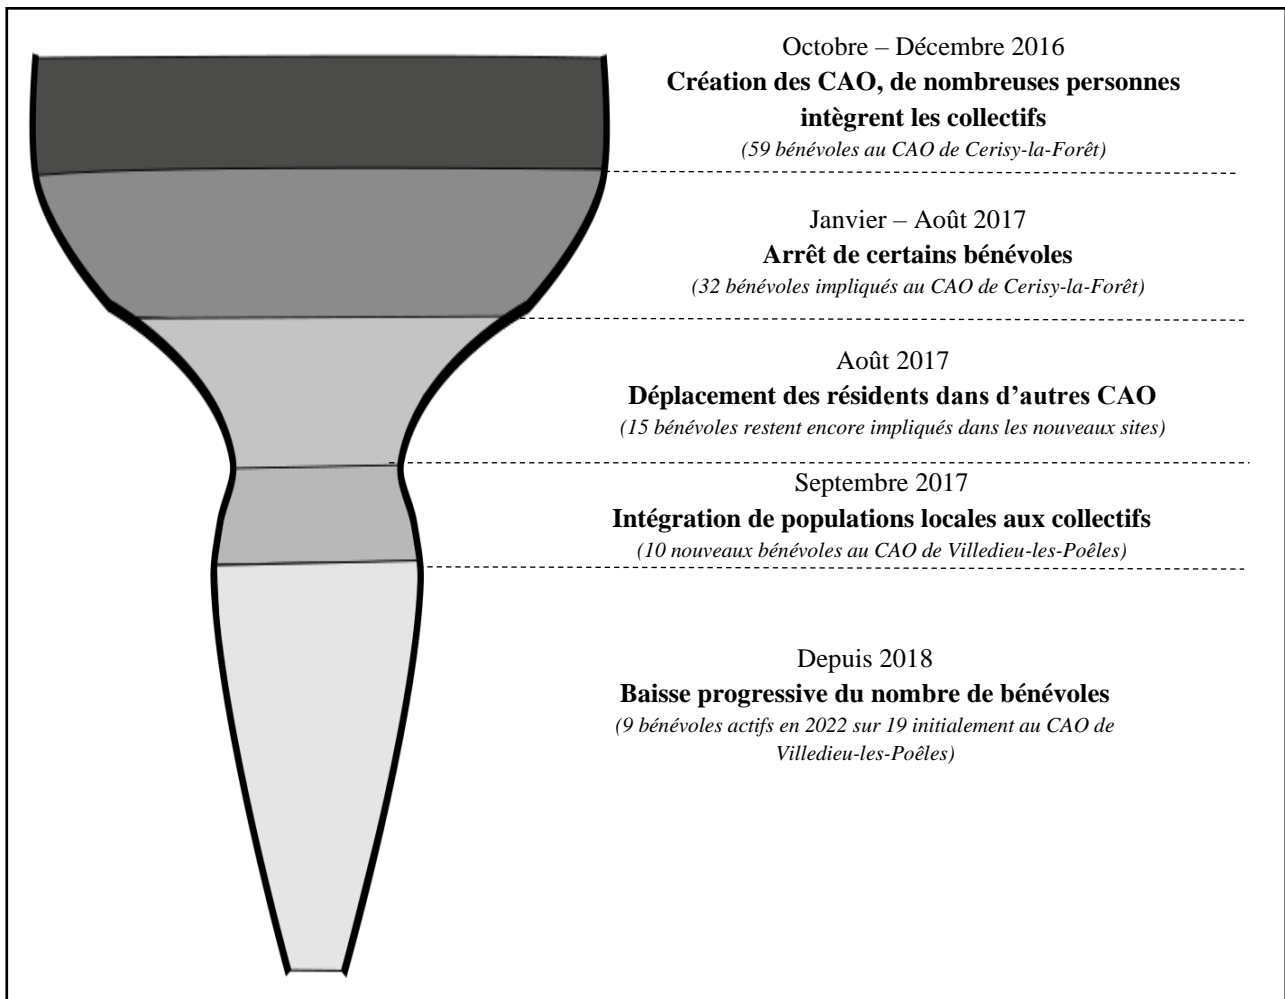 Octobre – Décembre 2016
Création des CAO, de nombreuses personnes
intègrent les collectifs
(59 bénévoles au CAO de Cerisy-la-Forêt)
Janvier – Août 2017
Arrêt de certains bénévoles
(32 bénévoles impliqués au CAO de Cerisy-la-Forêt)
Août 2017
Déplacement des résidents dans d’autres CAO
(15 bénévoles restent encore impliqués dans les nouveaux sites)
Septembre 2017
Intégration de populations locales aux collectifs
(10 nouveaux bénévoles au CAO de Villedieu-les-Poêles)
Depuis 2018
Baisse progressive du nombre de bénévoles
(9 bénévoles actifs en 2022 sur 19 initialement au CAO de
Villedieu-les-Poêles)